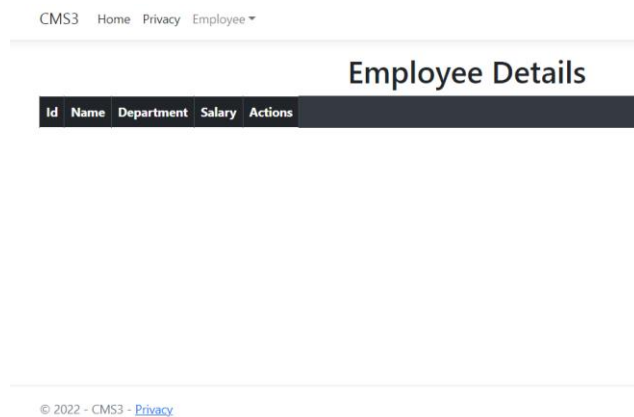 CMS3 Home Privacy Employee
Employee Details
Id Name Department Salary Actions
© 2022 - CMS3 - Privacy